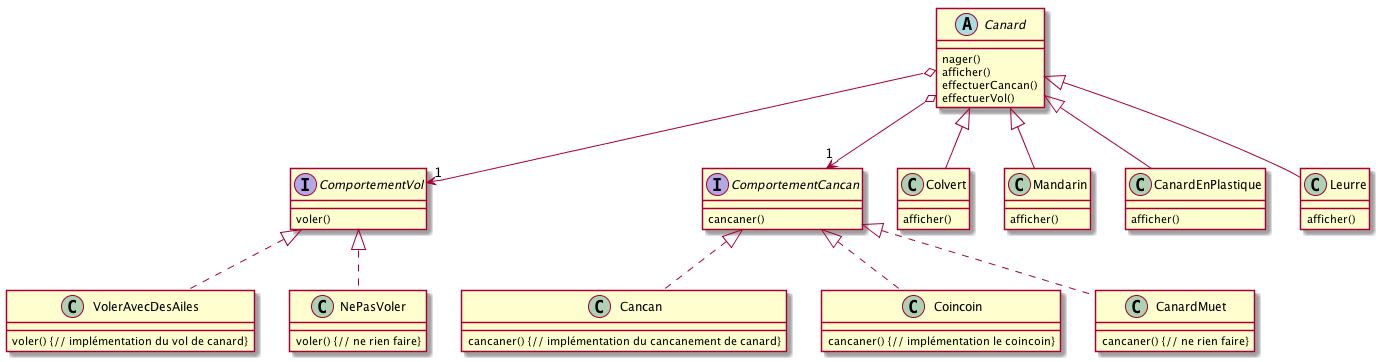 A Canard
nager()
afficher()
effectuerCancan()
effectuerVol()
1
1
I ComportementVol
voler()
I ComportementCancan
cancaner()
C Colvert
afficher()
C Mandarin
afficher()
C CanardEnPlastique
afficher()
C Leurre
afficher()
C VolerAvecDesAiles
voler() {// implémentation du vol de canard}
C NePasVoler
voler() {// ne rien faire}
C Cancan
cancaner() {// implémentation du cancanement de canard}
C Coincoin
cancaner() {// implémentation le coincoin}
C CanardMuet
cancaner() {// ne rien faire}